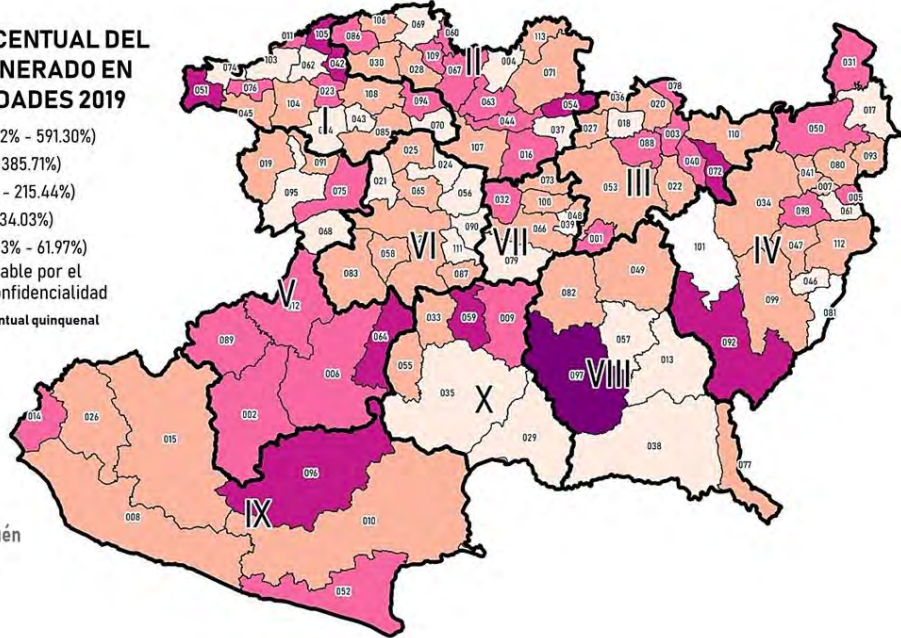 CENTUAL DEL
NERADO EN
DADES 2019
2% - 591.30%)
385.71%)
- 215.44%)
34.03%)
3% - 61.97%)
able por el
onfidencialidad
ntual quinquenal
én
I
II
III
IV
V
VI
VII
VIII
IX
X
011 105 086 106 069 060 113
074 103 062 042 030 028 109 067 004 071
051 076 023 108 094 063 054 036 078 031
045 104 043 085 070 044 037 027 018 020 017
019 091 025 024 107 016 088 003 110 050
095 075 021 065 056 032 073 100 053 040 072 041 080 093
068 090 066 048 039 022 034 007 005
083 058 111 079 001 098 061
087 101 047 112
012 082 049 099 046 081
089 006 064 033 059 009 057 013 092
002 055 035 097
014 026 015 029 038 077
096
008 010
052